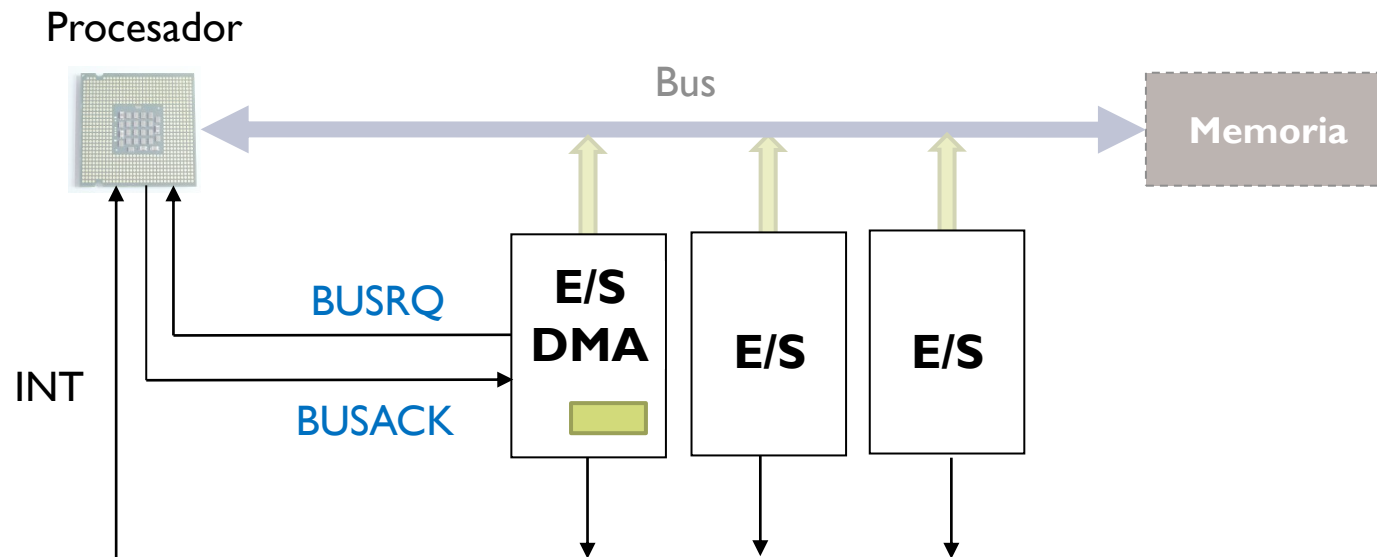 Procesador
Bus
Memoria
BUSRQ
E/S
DMA
E/S
E/S
INT
BUSACK